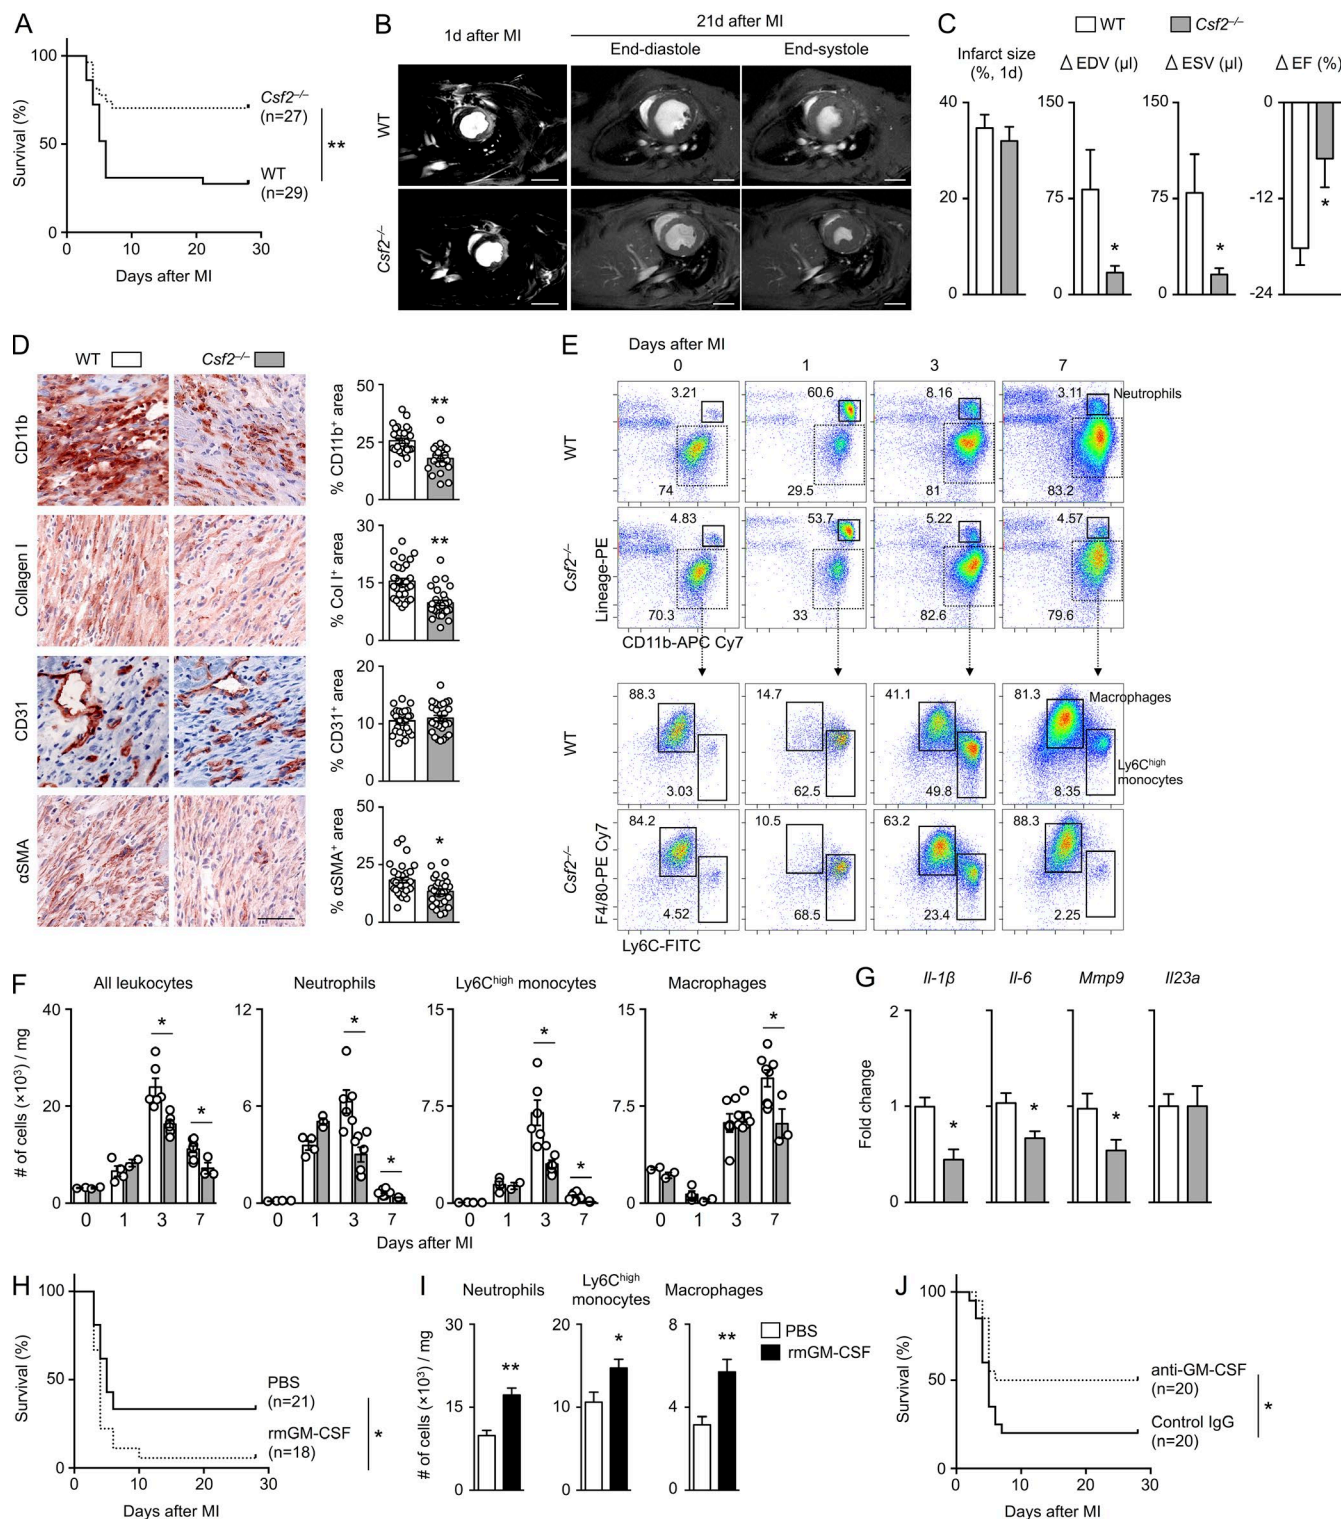 A
100
50
0
Survival (%)
Csf2–/–
(n=27)
**
WT
(n=29)
0 10 20 30
Days after MI
B
1d after MI
21d after MI
End-diastole
End-systole
WT
Csf2–/–
C
WT
Csf2–/–
Infarct size
(%, 1d)
40
20
0
Δ EDV (µl)
150
75
0
*
Δ ESV (µl)
150
75
0
*
Δ EF (%)
0
-12
-24
*
D
WT
Csf2–/–
CD11b
% CD11b+ area
50
25
0
**
Collagen I
% Col I+ area
30
15
0
**
CD31
% CD31+ area
20
10
0
αSMA
% αSMA+ area
50
25
0
*
E
Days after MI
0 1 3 7
WT
3.21 60.6 8.16 3.11
Neutrophils
74 29.5 81 83.2
Csf2–/–
Lineage-PE
4.83 53.7 5.22 4.57
70.3 33 82.6 79.6
CD11b-APC Cy7
WT
88.3 14.7 41.1 81.3
Macrophages
Ly6Chigh
monocytes
3.03 62.5 49.8 8.35
Csf2–/–
F4/80-PE Cy7
84.2 10.5 63.2 88.3
4.52 68.5 23.4 2.25
Ly6C-FITC
F
# of cells (×10³) / mg
All leukocytes
40
20
0
* *
0 1 3 7
Neutrophils
12
6
0
* *
0 1 3 7
Ly6Chigh monocytes
15
7.5
0
* *
0 1 3 7
Macrophages
15
7.5
0
*
0 1 3 7
Days after MI
G
Il-1β Il-6 Mmp9 Il23a
Fold change
2
1
0
* * *
H
Survival (%)
100
50
0
PBS
(n=21)
rmGM-CSF
(n=18)
*
0 10 20 30
Days after MI
I
# of cells (×10³) / mg
Neutrophils
30
15
0
**
Ly6Chigh
monocytes
20
10
0
*
Macrophages
8
4
0
**
PBS
rmGM-CSF
J
Survival (%)
100
50
0
anti-GM-CSF
(n=20)
Control IgG
(n=20)
*
0 10 20 30
Days after MI